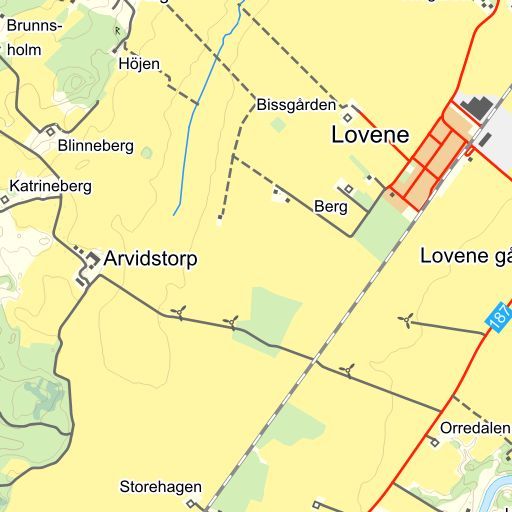 Brunns-
holm
Höjen
Bissgården
Lovene
Blinneberg
Katrineberg
Berg
Arvidstorp
Lovene gå
187
Orredalen
Storehagen